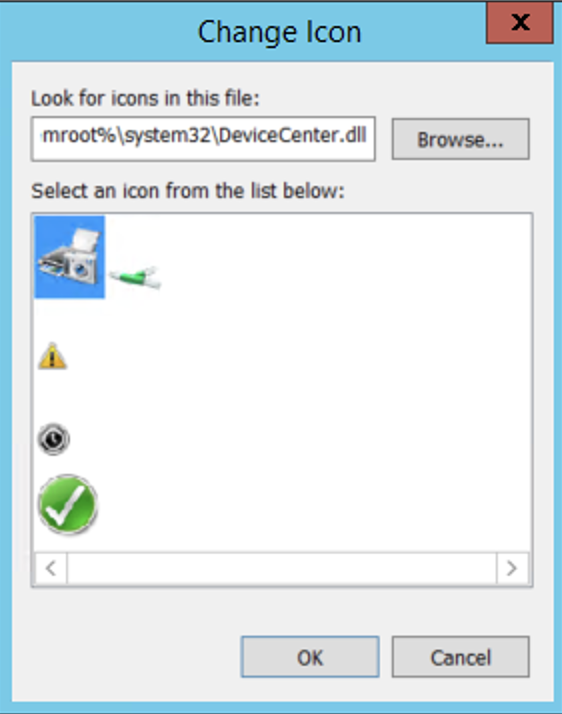 Change Icon
X
Look for icons in this file:
mroot%\system32\DeviceCenter.dll
Browse...
Select an icon from the list below:
OK
Cancel